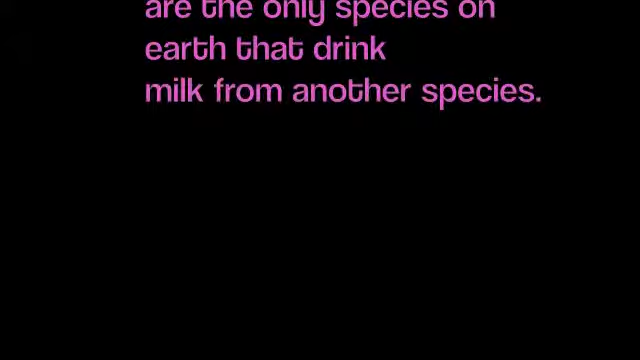 are the only species on
earth that drink
milk from another species.